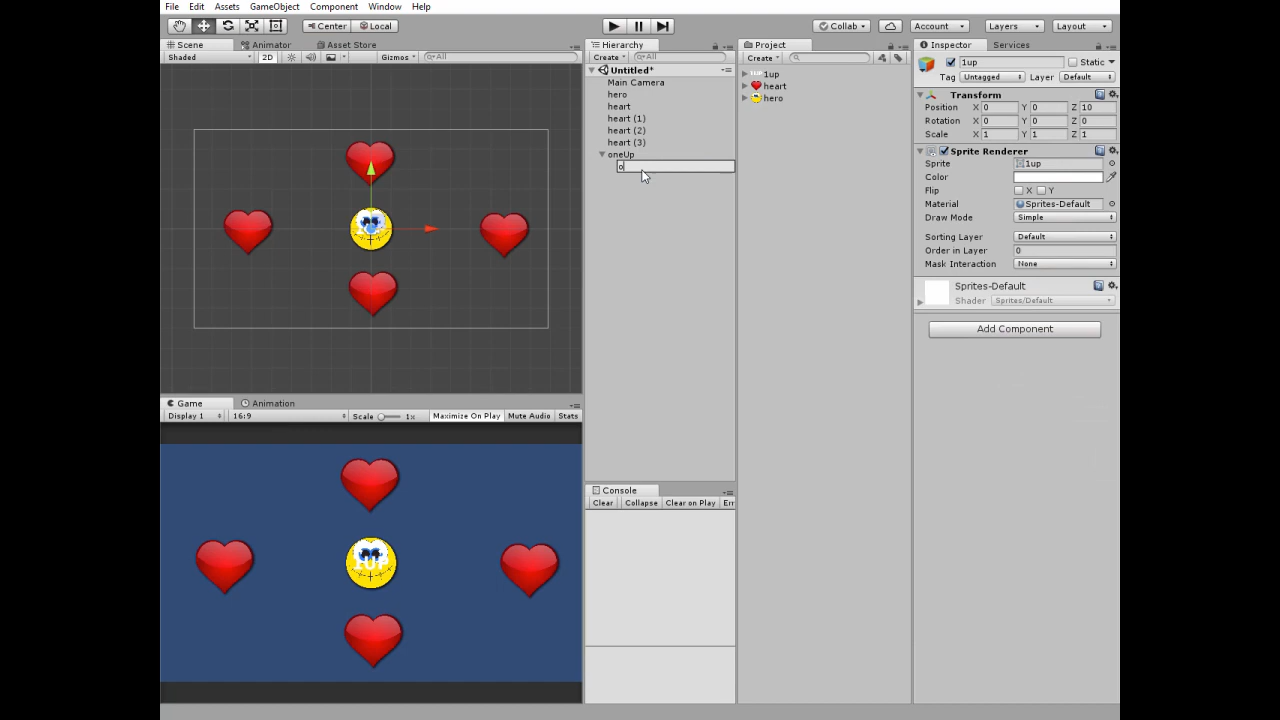 File Edit Assets GameObject Component Window Help
Center Local Collab Account Layers Layout
Scene Animator Asset Store
Shaded 2D Gizmos All
Hierarchy
Create All
Untitled*
Main Camera
hero
heart
heart (1)
heart (2)
heart (3)
oneUp
o
Project
Create
1up
heart
hero
Inspector Services
1up Static
Tag Untagged Layer Default
Transform
Position X 0 Y 0 Z 10
Rotation X 0 Y 0 Z 0
Scale X 1 Y 1 Z 1
Sprite Renderer
Sprite 1up
Color
Flip X Y
Material Sprites-Default
Draw Mode Simple
Sorting Layer Default
Order in Layer 0
Mask Interaction None
Sprites-Default
Shader Sprites/Default
Add Component
Game Animation
Display 1 16:9 Scale 1x Maximize On Play Mute Audio Stats
1UP
Console
Clear Collapse Clear on Play Err